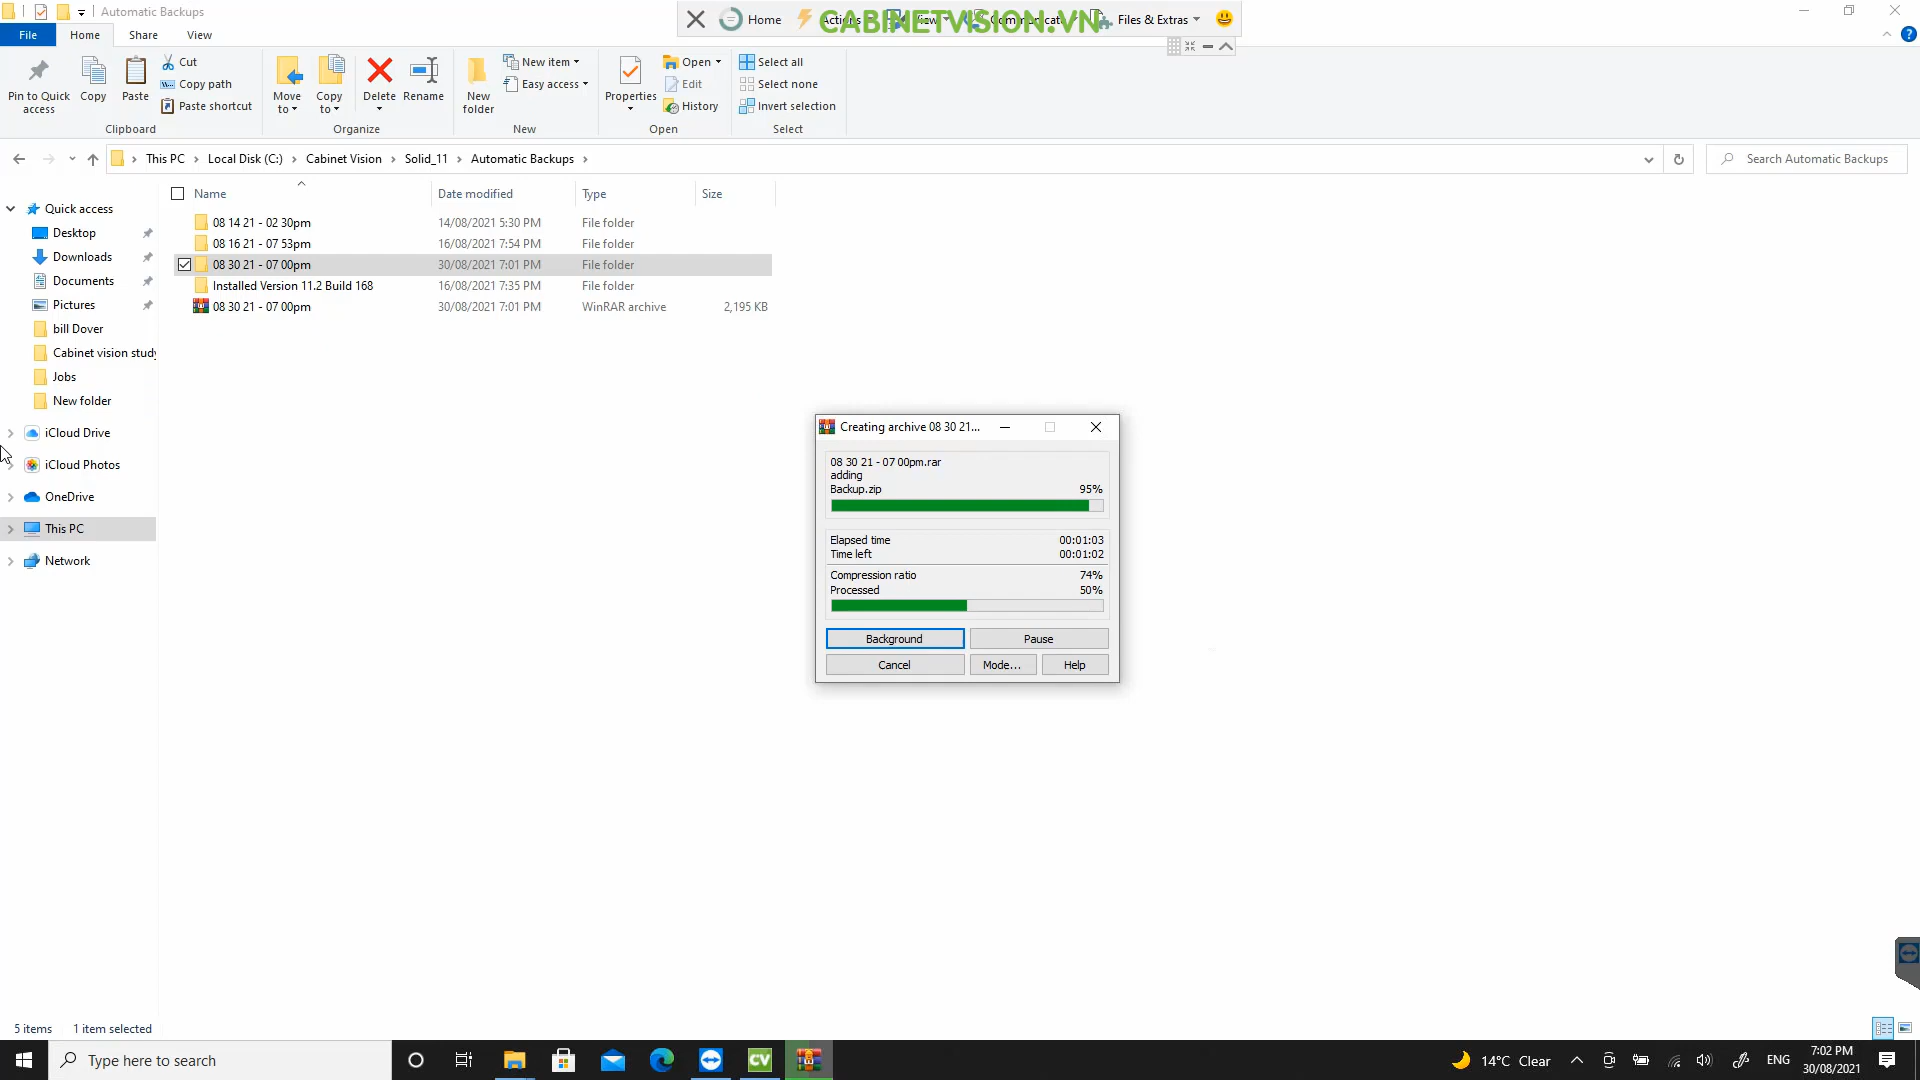 Automatic Backups
Home
CABINETVISION.VN
Files & Extras
File
Home
Share
View
Pin to Quick access
Copy
Paste
Cut
Copy path
Paste shortcut
Clipboard
Move to
Copy to
Delete
Rename
Organize
New folder
New item
Easy access
New
Properties
Open
Edit
History
Open
Select all
Select none
Invert selection
Select
This PC
Local Disk (C:)
Cabinet Vision
Solid_11
Automatic Backups
Search Automatic Backups
Name
Date modified
Type
Size
08 14 21 - 02 30pm 14/08/2021 5:30 PM File folder
08 16 21 - 07 53pm 16/08/2021 7:54 PM File folder
08 30 21 - 07 00pm 30/08/2021 7:01 PM File folder
Installed Version 11.2 Build 168 16/08/2021 7:35 PM File folder
08 30 21 - 07 00pm 30/08/2021 7:01 PM WinRAR archive 2,195 KB
Quick access
Desktop
Downloads
Documents
Pictures
bill Dover
Cabinet vision study
Jobs
New folder
iCloud Drive
iCloud Photos
OneDrive
This PC
Network
Creating archive 08 30 21...
08 30 21 - 07 00pm.rar
adding
Backup.zip 95%
Elapsed time 00:01:03
Time left 00:01:02
Compression ratio 74%
Processed 50%
Background
Pause
Cancel
Mode...
Help
5 items
1 item selected
Type here to search
CV
14°C Clear
ENG
7:02 PM
30/08/2021